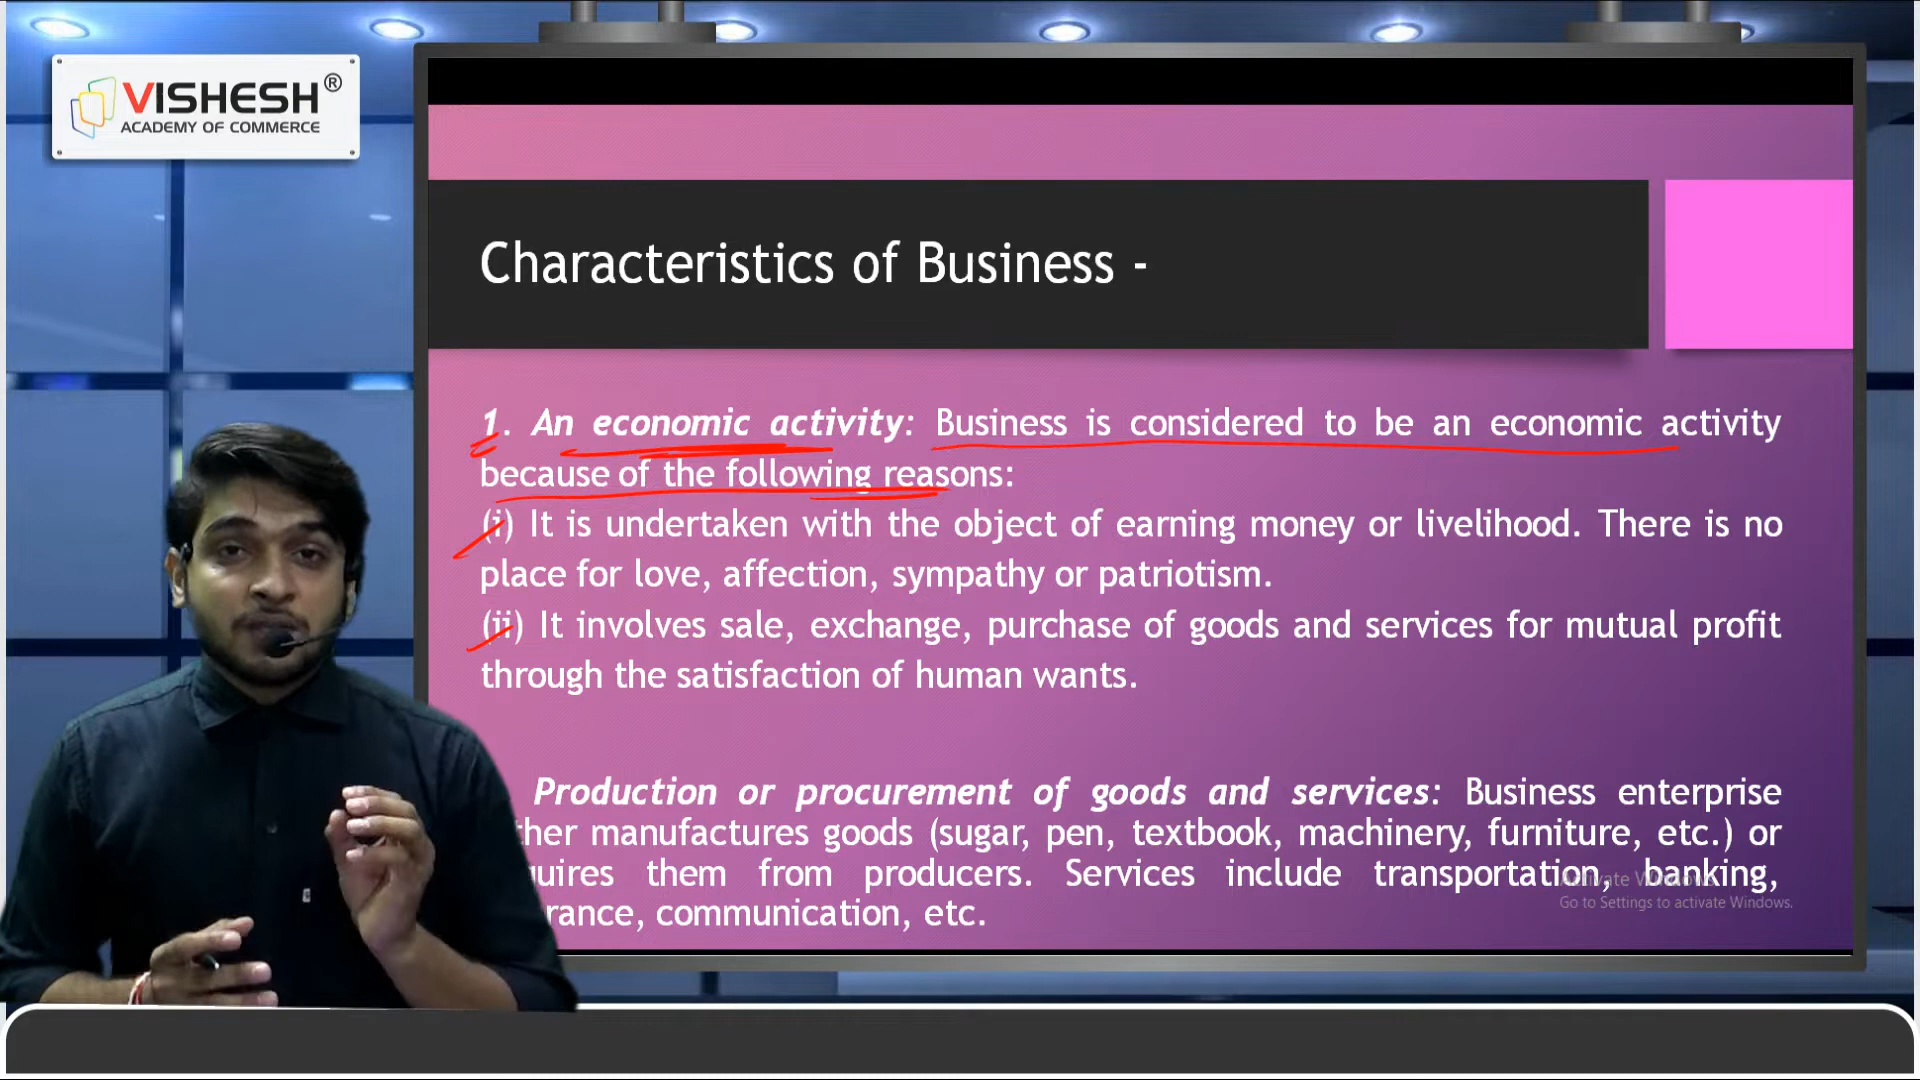 VISHESH®
ACADEMY OF COMMERCE
Characteristics of Business -
1. An economic activity: Business is considered to be an economic activity
because of the following reasons:
(i) It is undertaken with the object of earning money or livelihood. There is no
place for love, affection, sympathy or patriotism.
(ii) It involves sale, exchange, purchase of goods and services for mutual profit
through the satisfaction of human wants.
Production or procurement of goods and services: Business enterprise
manufactures goods (sugar, pen, textbook, machinery, furniture, etc.) or
them from producers. Services include transportation, banking,
communication, etc.
Activate Windows
Go to Settings to activate Windows.